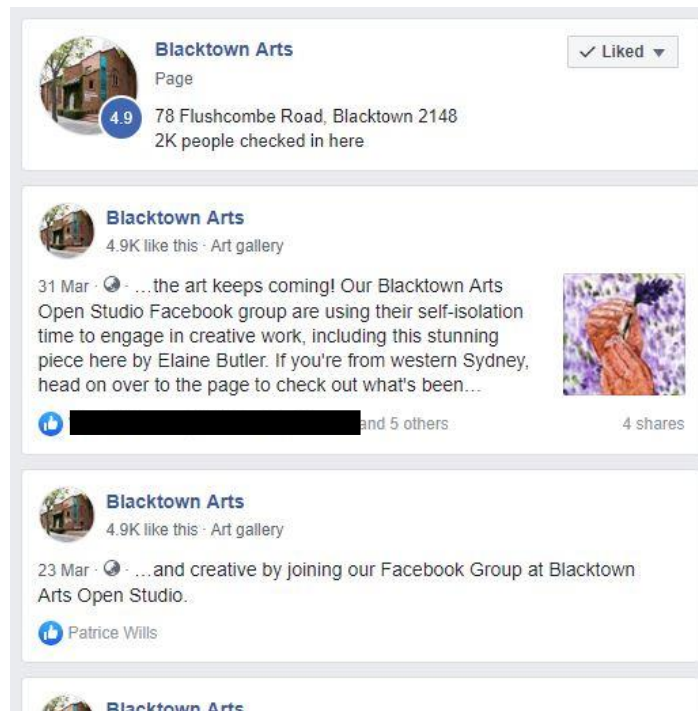 Blacktown Arts
Liked
Page
4.9
78 Flushcombe Road, Blacktown 2148
2K people checked in here
Blacktown Arts
4.9K like this · Art gallery
31 Mar · · …the art keeps coming! Our Blacktown Arts
Open Studio Facebook group are using their self-isolation
time to engage in creative work, including this stunning
piece here by Elaine Butler. If you're from western Sydney,
head on over to the page to check out what's been…
and 5 others
4 shares
Blacktown Arts
4.9K like this · Art gallery
23 Mar · · …and creative by joining our Facebook Group at Blacktown
Arts Open Studio.
Patrice Wills
Blacktown Arts